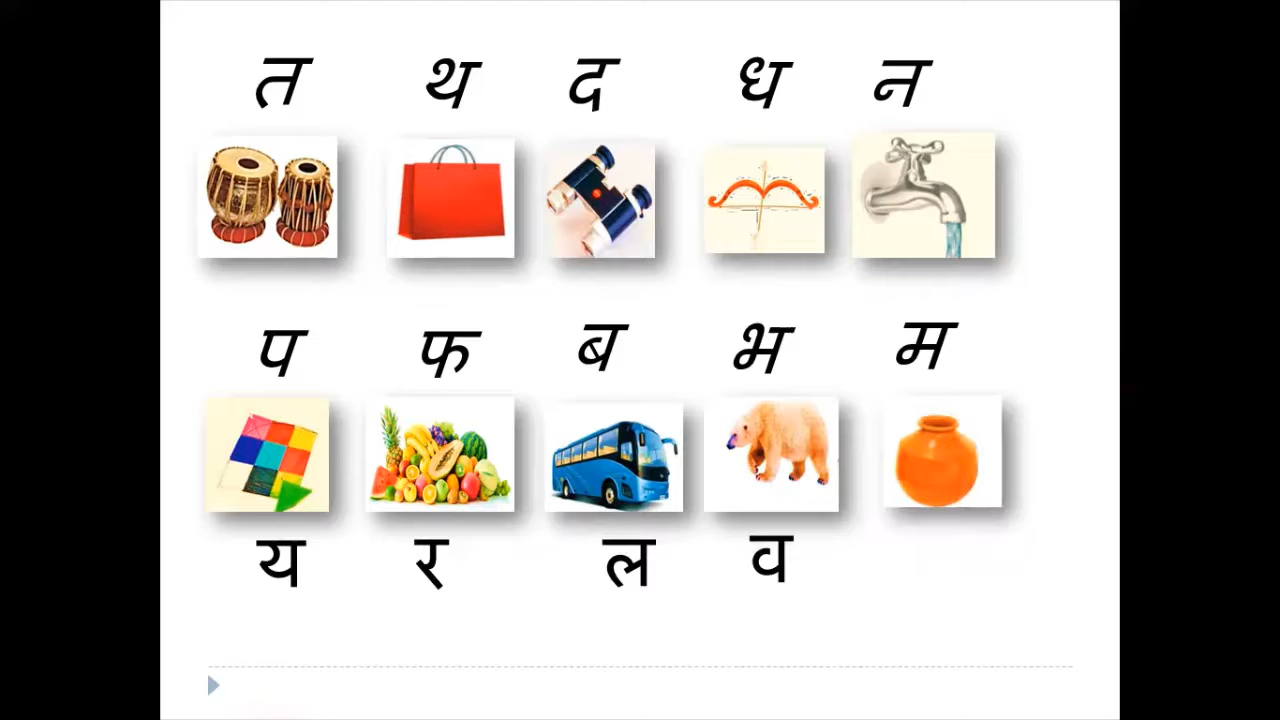 त थ द ध न
प फ ब भ म
य र ल व